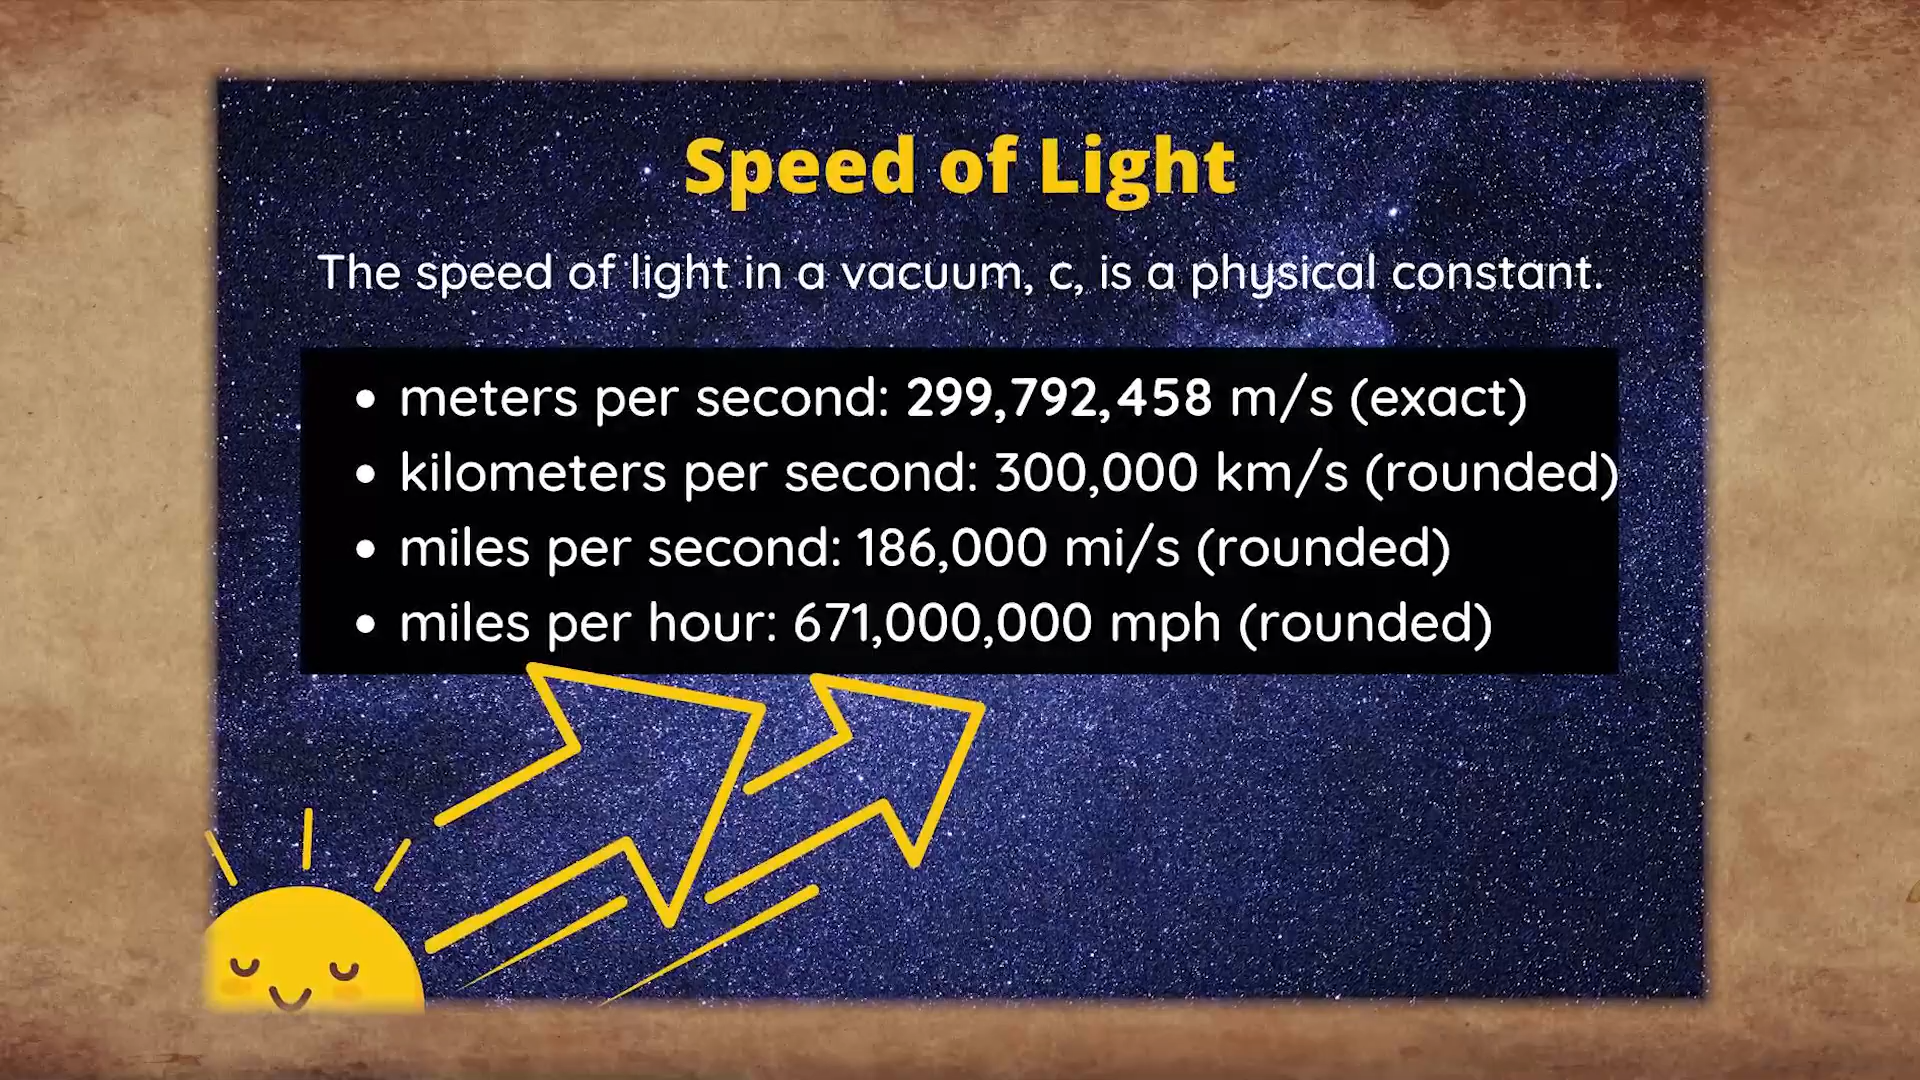 Speed of Light
The speed of light in a vacuum, c, is a physical constant.
• meters per second: 299,792,458 m/s (exact)
• kilometers per second: 300,000 km/s (rounded)
• miles per second: 186,000 mi/s (rounded)
• miles per hour: 671,000,000 mph (rounded)